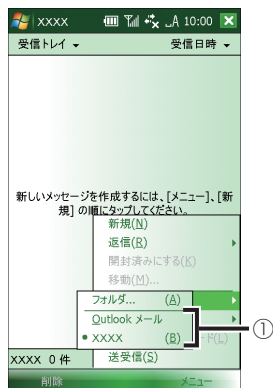 XXXX 10:00
受信トレイ 受信日時
新しいメッセージを作成するには、[メニュー]、[新
規] の順にタップしてください。
新規(N)
返信(R)
開封済みにする(K)
移動(M)...
フォルダ... (A)
Outlook メール
XXXX (B) ード(L)
①
XXXX 0 件 送受信(S)
削除 メニュー